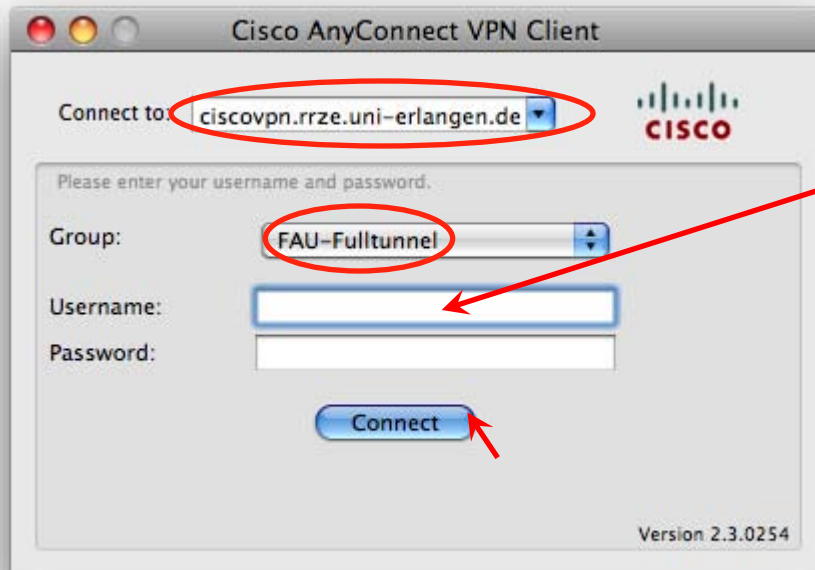 Cisco AnyConnect VPN Client
Connect to: ciscovpn.rrze.uni-erlangen.de
CISCO
Please enter your username and password.
Group: FAU-Fulltunnel
Username:
Password:
Connect
Version 2.3.0254